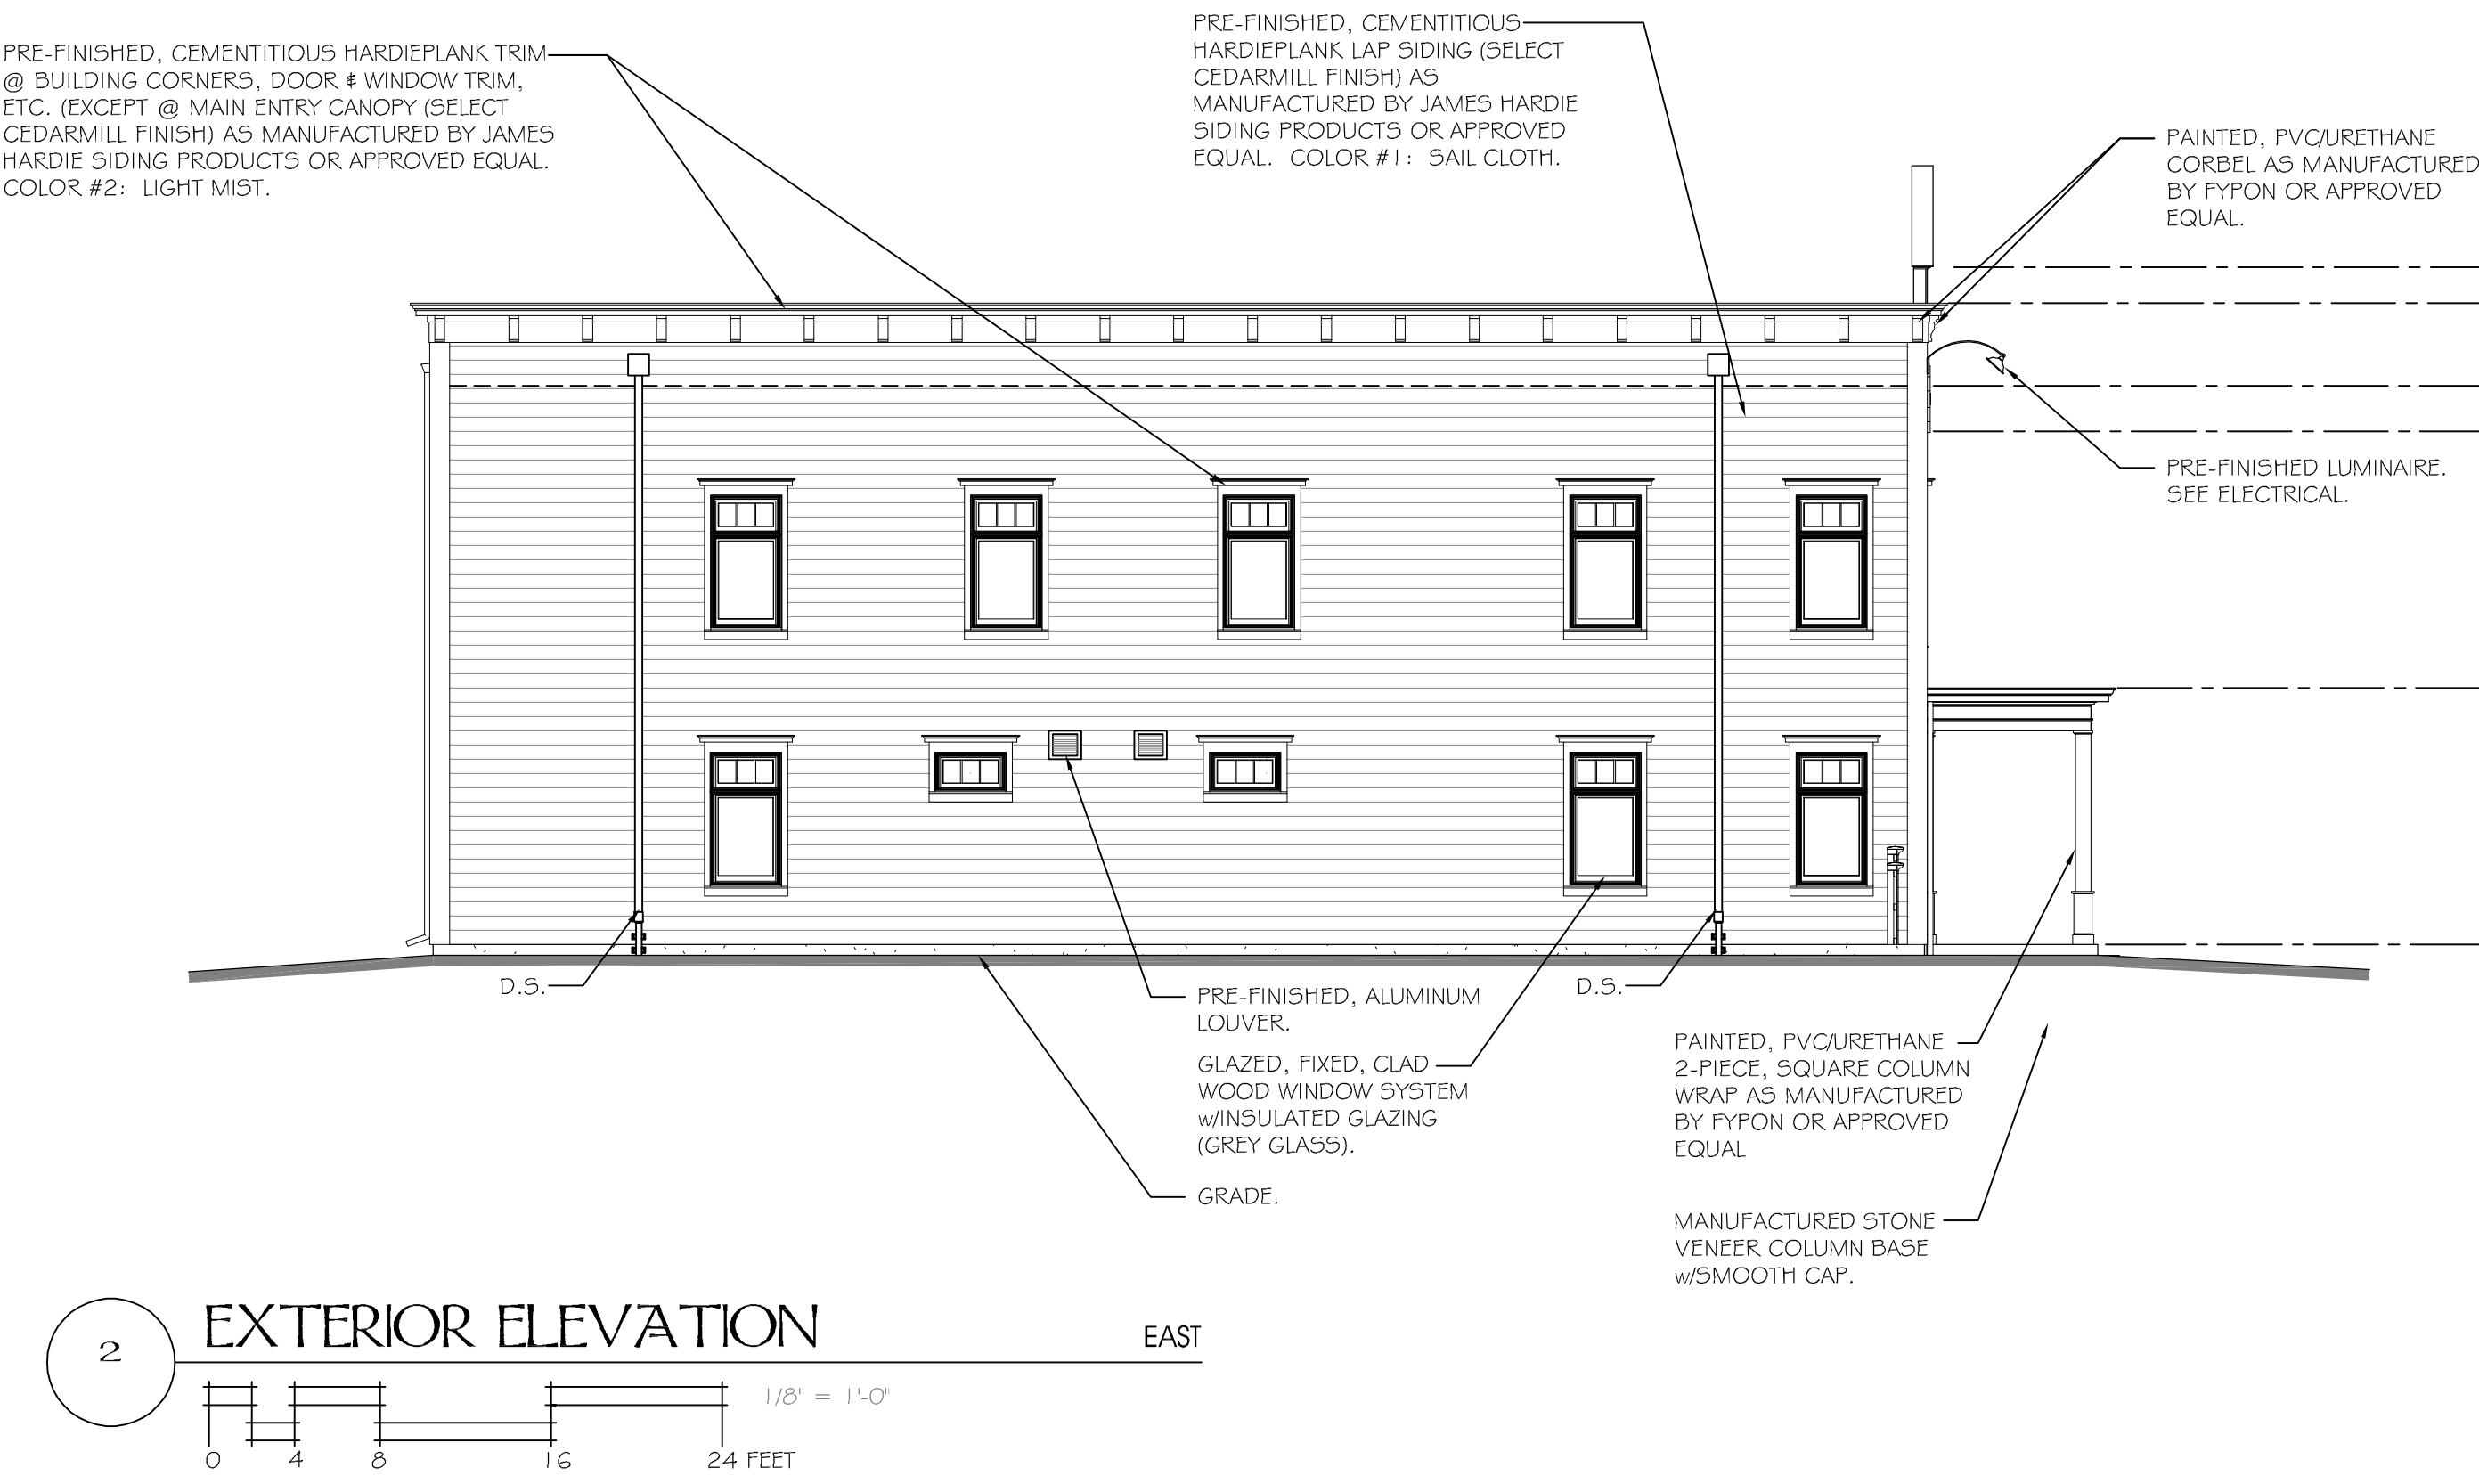 PRE-FINISHED, CEMENTITIOUS HARDIEPLANK TRIM
@ BUILDING CORNERS, DOOR & WINDOW TRIM,
ETC. (EXCEPT @ MAIN ENTRY CANOPY (SELECT
CEDARMILL FINISH) AS MANUFACTURED BY JAMES
HARDIE SIDING PRODUCTS OR APPROVED EQUAL.
COLOR #2: LIGHT MIST.
PRE-FINISHED, CEMENTITIOUS
HARDIEPLANK LAP SIDING (SELECT
CEDARMILL FINISH) AS
MANUFACTURED BY JAMES HARDIE
SIDING PRODUCTS OR APPROVED
EQUAL. COLOR #1: SAIL CLOTH.
PAINTED, PVC/URETHANE
CORBEL AS MANUFACTURED
BY FYPON OR APPROVED
EQUAL.
PRE-FINISHED LUMINAIRE.
SEE ELECTRICAL.
D.S.
PRE-FINISHED, ALUMINUM
LOUVER.
GLAZED, FIXED, CLAD
WOOD WINDOW SYSTEM
w/INSULATED GLAZING
(GREY GLASS).
GRADE.
D.S.
PAINTED, PVC/URETHANE
2-PIECE, SQUARE COLUMN
WRAP AS MANUFACTURED
BY FYPON OR APPROVED
EQUAL
MANUFACTURED STONE
VENEER COLUMN BASE
w/SMOOTH CAP.
2
EXTERIOR ELEVATION
EAST
1/8" = 1'-0"
0 4 8 16 24 FEET